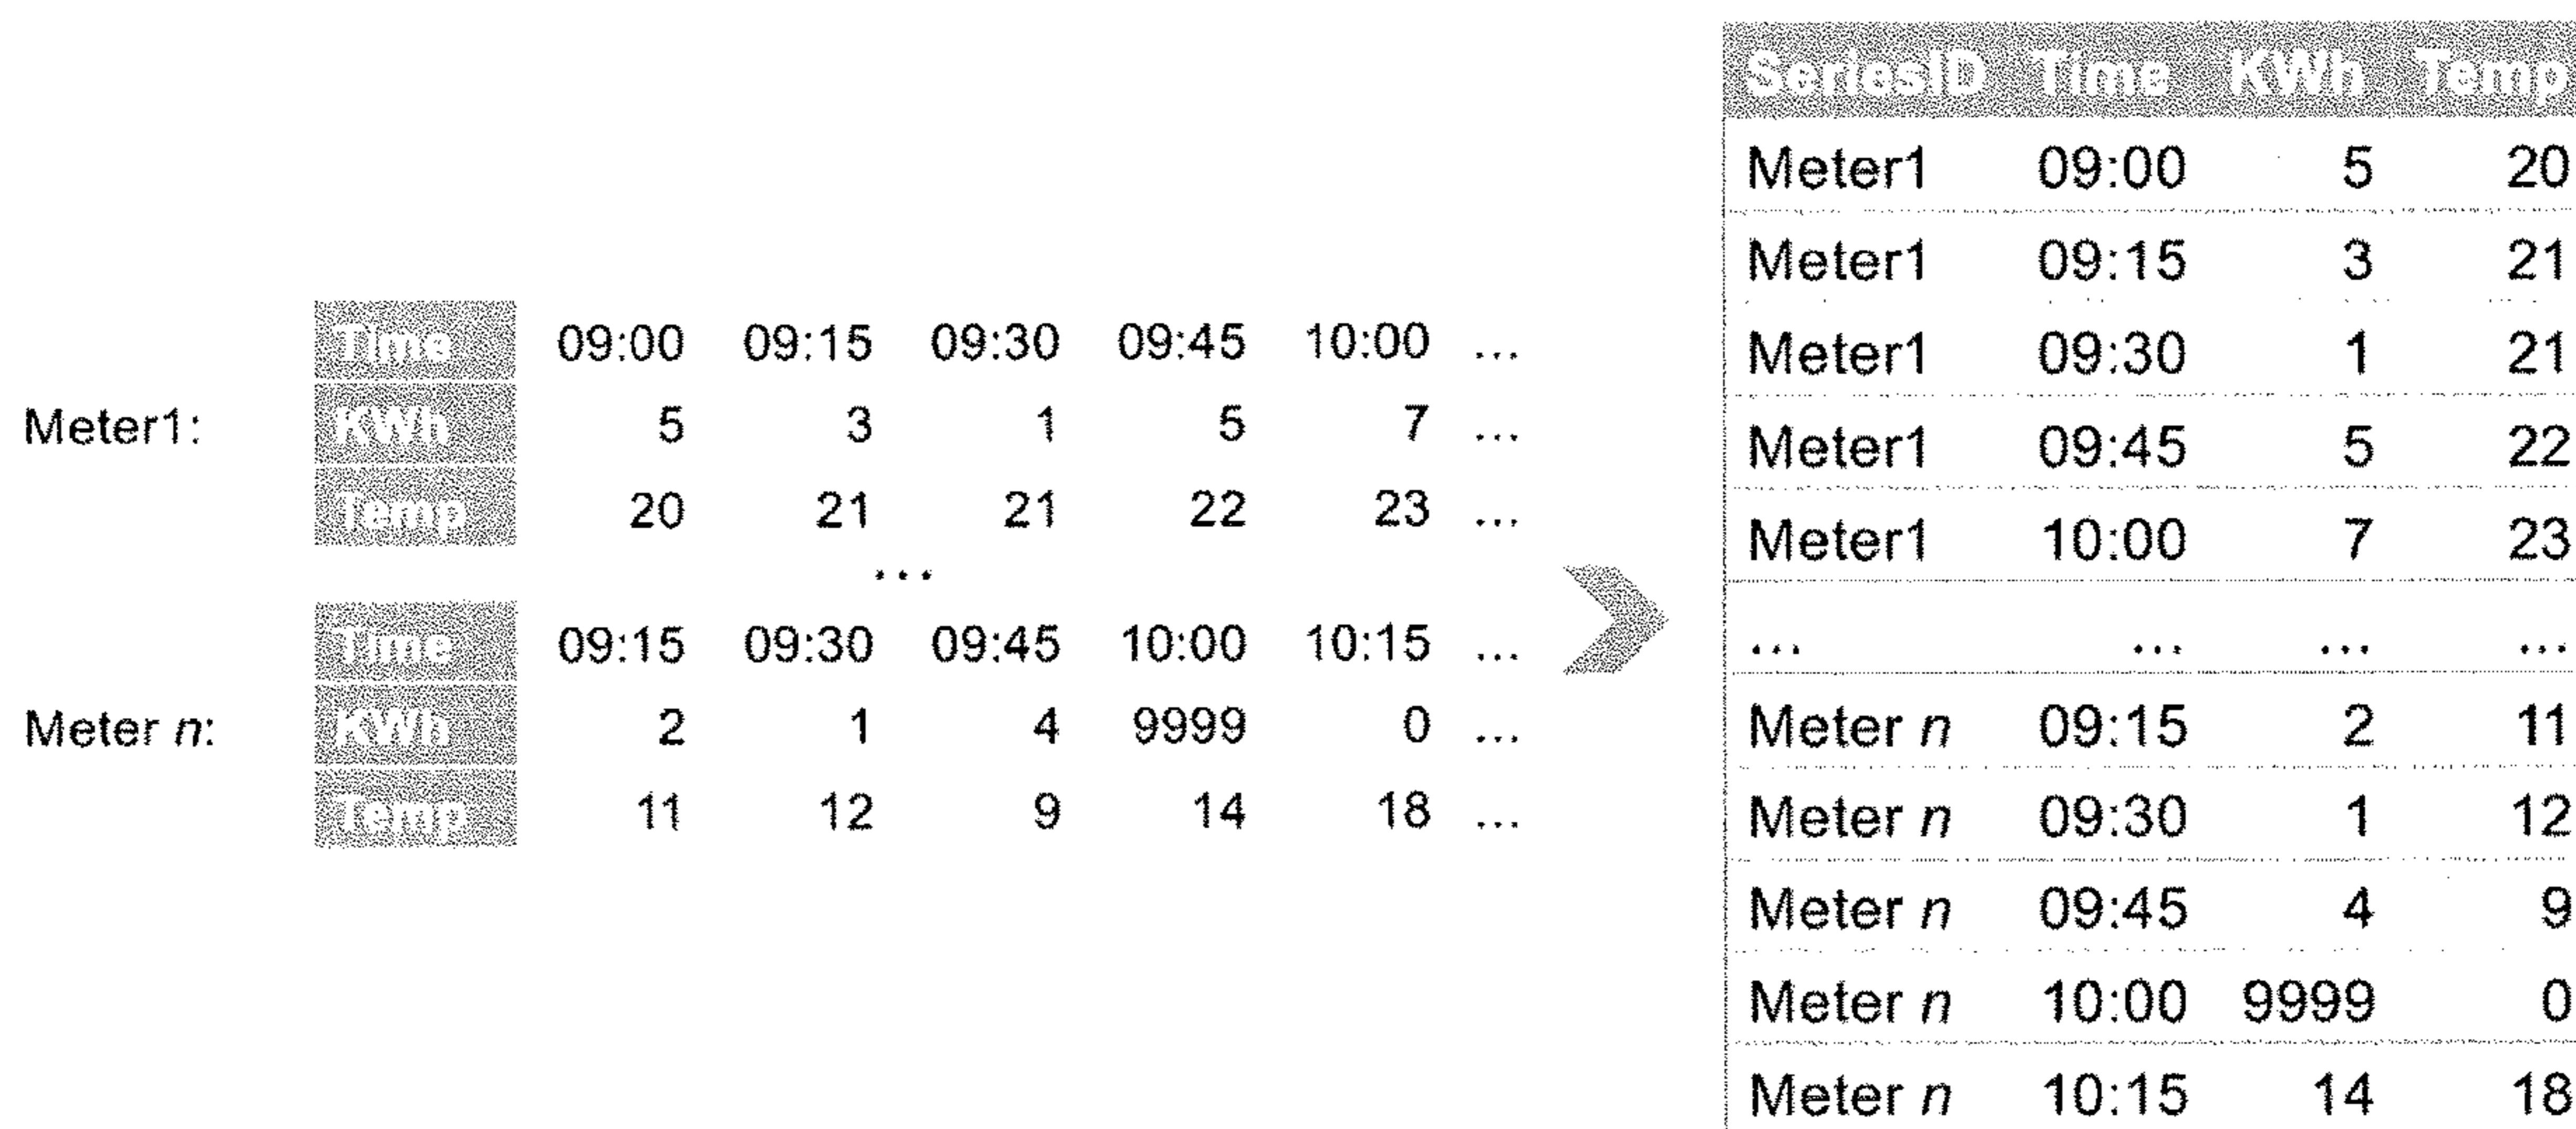 Time 09:00 09:15 09:30 09:45 10:00 ...
Meter1: KWh 5 3 1 5 7 ...
Temp 20 21 21 22 23 ...
...
Time 09:15 09:30 09:45 10:00 10:15 ...
Meter n: KWh 2 1 4 9999 0 ...
Temp 11 12 9 14 18 ...
SeriesID Time KWh Temp
Meter1 09:00 5 20
Meter1 09:15 3 21
Meter1 09:30 1 21
Meter1 09:45 5 22
Meter1 10:00 7 23
... ... ... ...
Meter n 09:15 2 11
Meter n 09:30 1 12
Meter n 09:45 4 9
Meter n 10:00 9999 0
Meter n 10:15 14 18